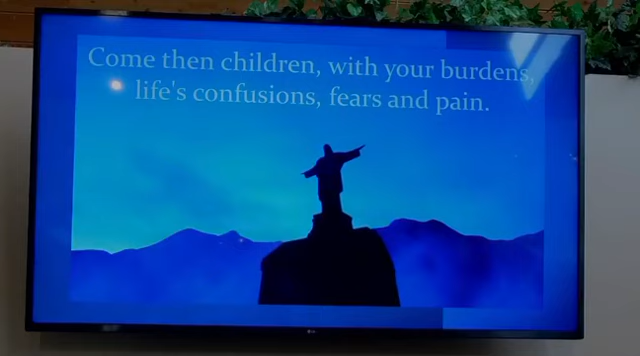 Come then children, with your burdens,
life's confusions, fears and pain.